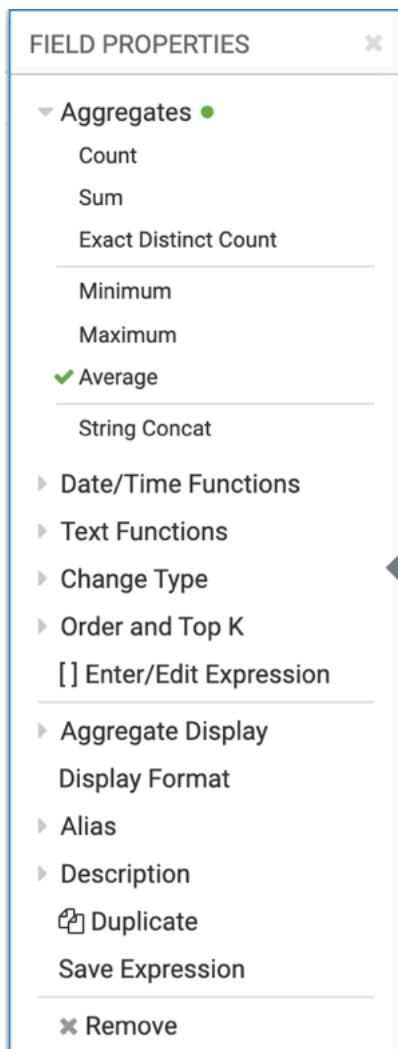 FIELD PROPERTIES
Aggregates
Count
Sum
Exact Distinct Count
Minimum
Maximum
Average
String Concat
Date/Time Functions
Text Functions
Change Type
Order and Top K
[ ] Enter/Edit Expression
Aggregate Display
Display Format
Alias
Description
Duplicate
Save Expression
Remove